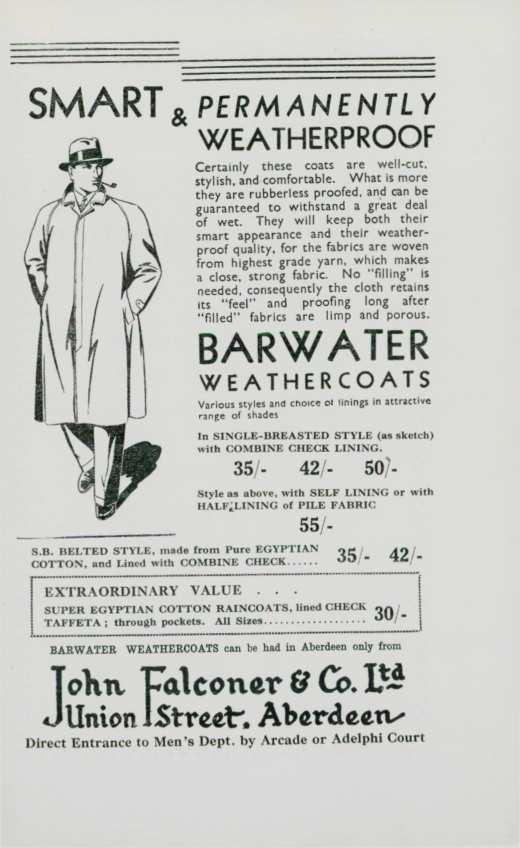 SMART & PERMANENTLY
WEATHERPROOF
Certainly these coats are well-cut,
stylish, and comfortable. What is more
they are rubberless proofed, and can be
guaranteed to withstand a great deal
of wet. They will keep both their
smart appearance and their weather-
proof quality, for the fabrics are woven
from highest grade yarn, which makes
a close, strong fabric. No "filling" is
needed, consequently the cloth retains
its "feel" and proofing long after
"filled" fabrics are limp and porous.
BARWATER
WEATHERCOATS
Various styles and choice of linings in attractive
range of shades
In SINGLE-BREASTED STYLE (as sketch)
with COMBINE CHECK LINING.
35/- 42/- 50/-
Style as above, with SELF LINING or with
HALF LINING of PILE FABRIC
55/-
S.B. BELTED STYLE, made from Pure EGYPTIAN
COTTON, and Lined with COMBINE CHECK...... 35/- 42/-
EXTRAORDINARY VALUE . . .
SUPER EGYPTIAN COTTON RAINCOATS, lined CHECK
TAFFETA ; through pockets. All Sizes................... 30/-
BARWATER WEATHERCOATS can be had in Aberdeen only from
John Falconer & Co. Ltd
Union Street, Aberdeen
Direct Entrance to Men's Dept. by Arcade or Adelphi Court